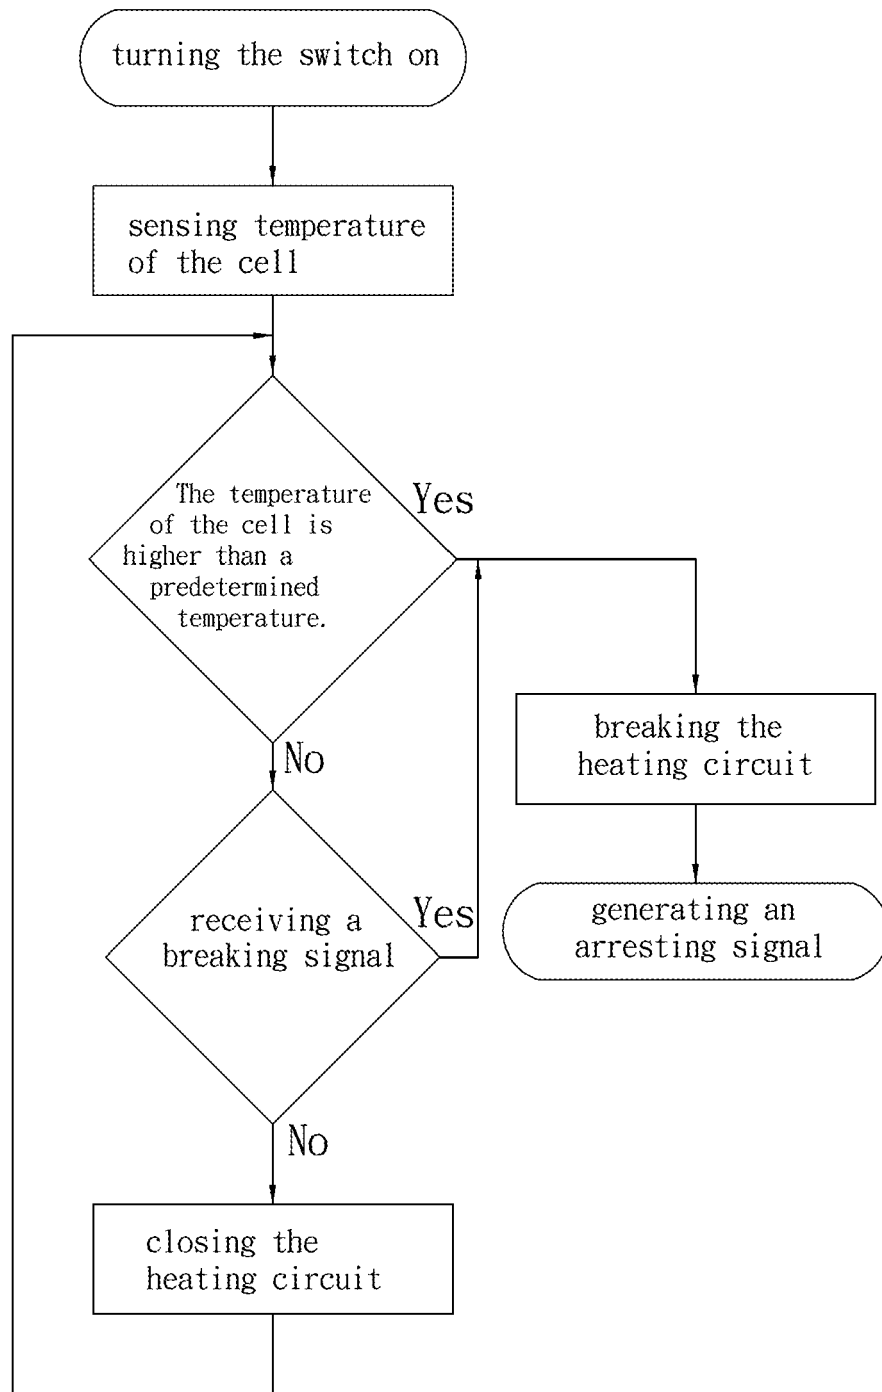 turning the switch on
sensing temperature
of the cell
The temperature
of the cell is
higher than a
predetermined
temperature.
Yes
No
breaking the
heating circuit
receiving a
breaking signal
Yes
generating an
arresting signal
No
closing the
heating circuit